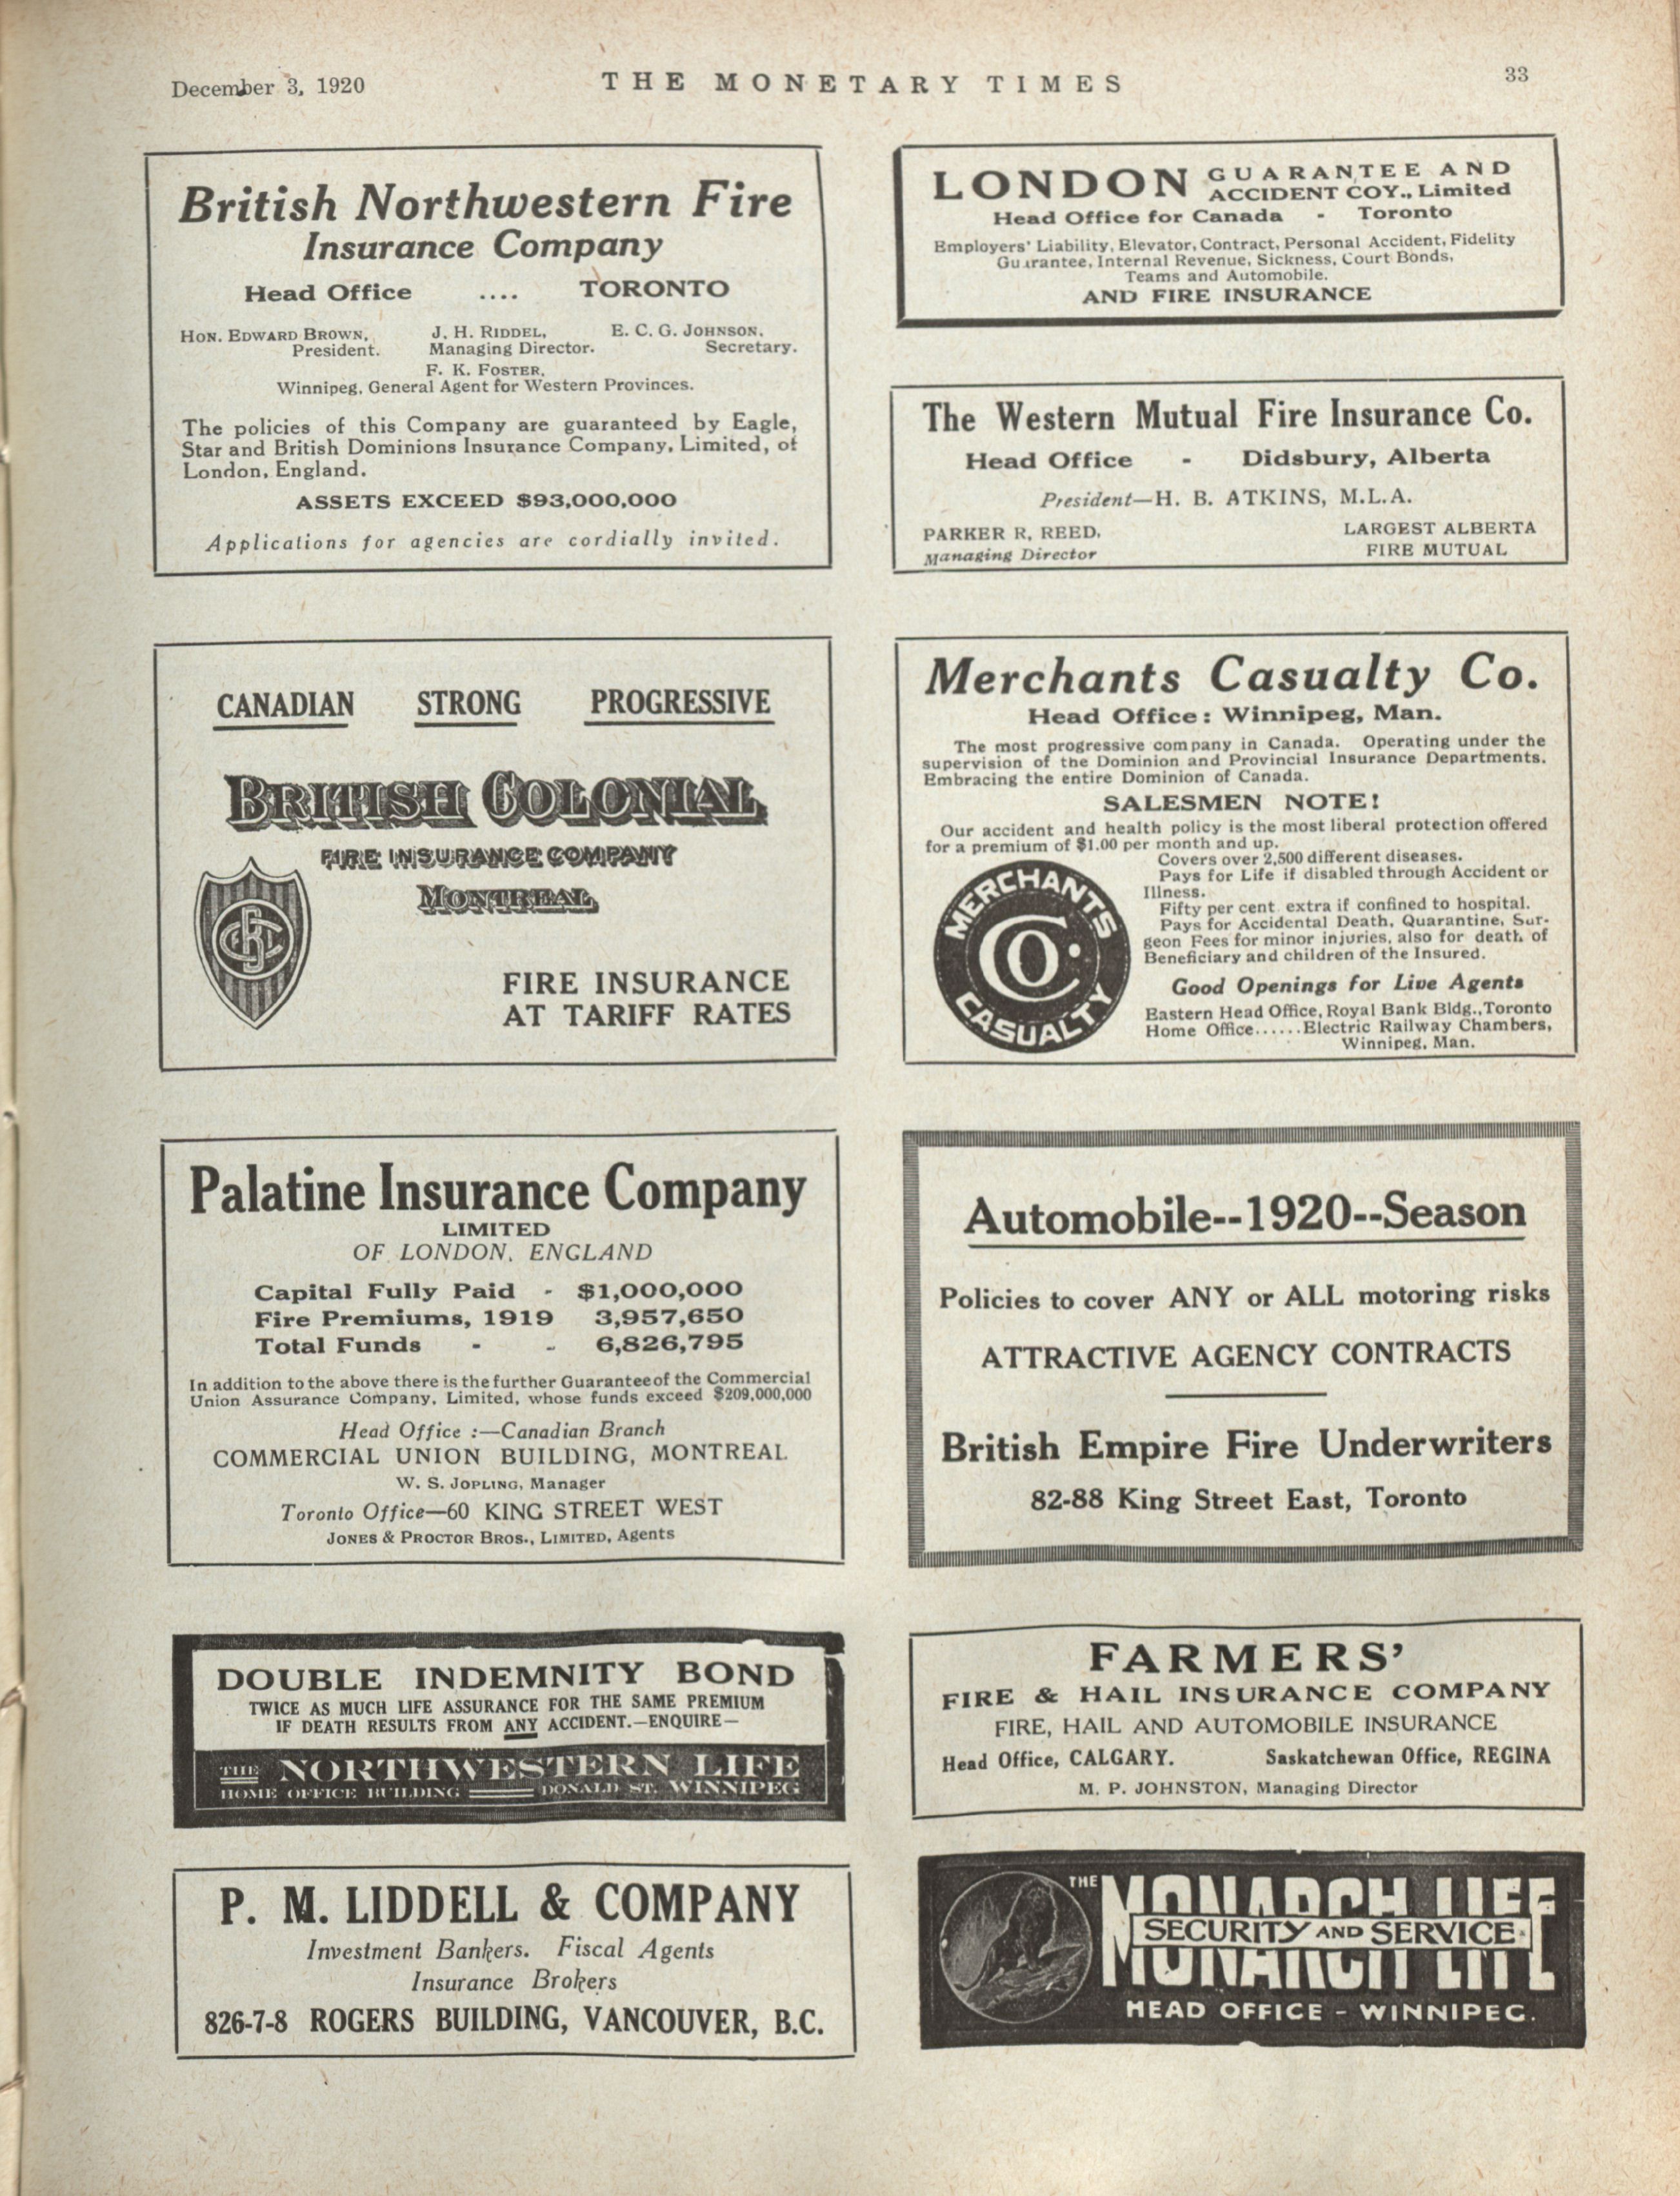 December 3, 1920
THE MONETARY TIMES
33
British Northwestern Fire
Insurance Company
Head Office .... TORONTO
HON. EDWARD BROWN, J. H. RIDDEL, E. C. G. JOHNSON,
President. Managing Director. Secretary.
F. K. FOSTER,
Winnipeg, General Agent for Western Provinces.
The policies of this Company are guaranteed by Eagle,
Star and British Dominions Insurance Company, Limited, of
London, England.
ASSETS EXCEED $93,000,000
Applications for agencies are cordially invited.
CANADIAN STRONG PROGRESSIVE
BRITISH COLONIAL
FIRE INSURANCE COMPANY
MONTREAL
FIRE INSURANCE
AT TARIFF RATES
Palatine Insurance Company
LIMITED
OF LONDON, ENGLAND
Capital Fully Paid - $1,000,000
Fire Premiums, 1919 3,957,650
Total Funds - - 6,826,795
In addition to the above there is the further Guarantee of the Commercial
Union Assurance Company, Limited, whose funds exceed $209,000,000
Head Office :—Canadian Branch
COMMERCIAL UNION BUILDING, MONTREAL
W. S. JOPLING, Manager
Toronto Office—60 KING STREET WEST
JONES & PROCTOR BROS., LIMITED, Agents
DOUBLE INDEMNITY BOND
TWICE AS MUCH LIFE ASSURANCE FOR THE SAME PREMIUM
IF DEATH RESULTS FROM ANY ACCIDENT.—ENQUIRE—
THE NORTHWESTERN LIFE
HOME OFFICE BUILDING DONALD ST. WINNIPEG
P. M. LIDDELL & COMPANY
Investment Bankers. Fiscal Agents
Insurance Brokers
826-7-8 ROGERS BUILDING, VANCOUVER, B.C.
LONDON GUARANTEE AND
ACCIDENT COY., Limited
Head Office for Canada - Toronto
Employers' Liability, Elevator, Contract, Personal Accident, Fidelity
Guarantee, Internal Revenue, Sickness, Court Bonds,
Teams and Automobile.
AND FIRE INSURANCE
The Western Mutual Fire Insurance Co.
Head Office - Didsbury, Alberta
President—H. B. ATKINS, M.L.A.
PARKER R. REED, LARGEST ALBERTA
Managing Director FIRE MUTUAL
Merchants Casualty Co.
Head Office: Winnipeg, Man.
The most progressive company in Canada. Operating under the
supervision of the Dominion and Provincial Insurance Departments.
Embracing the entire Dominion of Canada.
SALESMEN NOTE!
Our accident and health policy is the most liberal protection offered
for a premium of $1.00 per month and up.
Covers over 2,500 different diseases.
Pays for Life if disabled through Accident or
Illness.
Fifty per cent extra if confined to hospital.
Pays for Accidental Death, Quarantine, Sur-
geon Fees for minor injuries, also for death of
Beneficiary and children of the Insured.
MERCHANTS
Co.
CASUALTY
Good Openings for Live Agents
Eastern Head Office, Royal Bank Bldg., Toronto
Home Office......Electric Railway Chambers,
Winnipeg, Man.
Automobile--1920--Season
Policies to cover ANY or ALL motoring risks
ATTRACTIVE AGENCY CONTRACTS
British Empire Fire Underwriters
82-88 King Street East, Toronto
FARMERS'
FIRE & HAIL INSURANCE COMPANY
FIRE, HAIL AND AUTOMOBILE INSURANCE
Head Office, CALGARY. Saskatchewan Office, REGINA
M. P. JOHNSTON, Managing Director
THE MONARCH LIFE
SECURITY AND SERVICE
MONARCH LIFE
HEAD OFFICE - WINNIPEG.